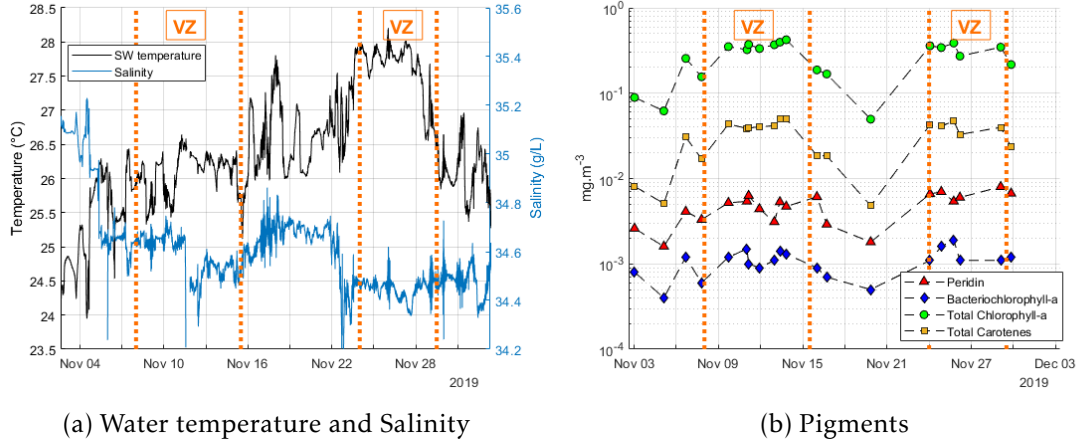 VZ
VZ
28.5
28
27.5
27
26.5
26
25.5
25
24.5
24
23.5
Temperature (°C)
SW temperature
Salinity
35.6
35.4
35.2
35
34.8
34.6
34.4
34.2
Salinity (g/L)
Nov 04
Nov 10
Nov 16
Nov 22
Nov 28
2019
(a) Water temperature and Salinity
VZ
VZ
10^0
10^-1
10^-2
10^-3
10^-4
mg.m^-3
Peridin
Bacteriochlorophyll-a
Total Chlorophyll-a
Total Carotenes
Nov 03
Nov 09
Nov 15
Nov 21
Nov 27
Dec 03
2019
(b) Pigments